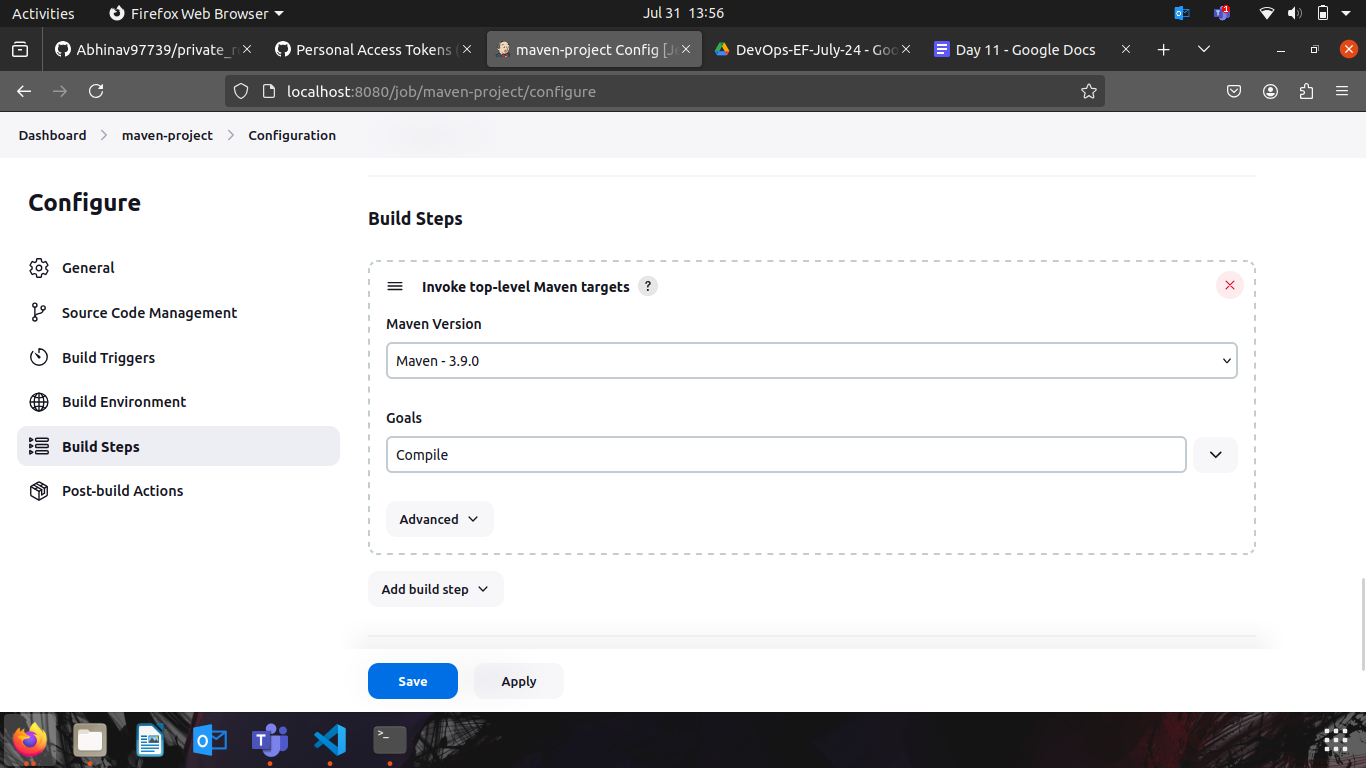 Activities Firefox Web Browser Jul 31 13:56 1
Abhinav97739/private_r Personal Access Tokens ( maven-project Config [Je DevOps-EF-July-24 - Goo Day 11 - Google Docs
localhost:8080/job/maven-project/configure
Dashboard maven-project Configuration
Configure
General
Source Code Management
Build Triggers
Build Environment
Build Steps
Post-build Actions
Build Steps
Invoke top-level Maven targets ?
Maven Version
Maven - 3.9.0
Goals
Compile
Advanced
Add build step
Save Apply